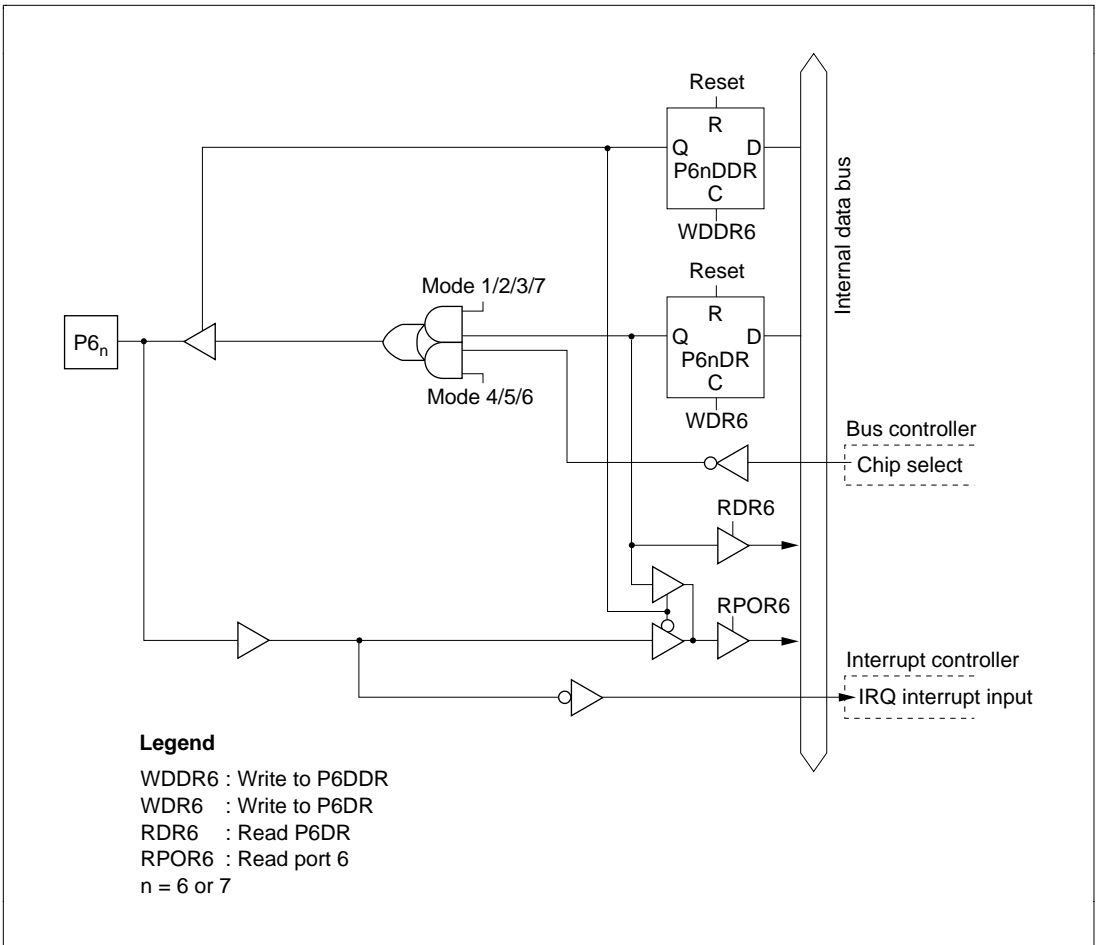 Reset
R
Q D
P6nDDR
C
WDDR6
Internal data bus
Mode 1/2/3/7
Reset
R
Q D
P6nDR
C
WDR6
P6n
Mode 4/5/6
Bus controller
Chip select
RDR6
RPOR6
Interrupt controller
IRQ interrupt input
Legend
WDDR6 : Write to P6DDR
WDR6 : Write to P6DR
RDR6 : Read P6DR
RPOR6 : Read port 6
n = 6 or 7